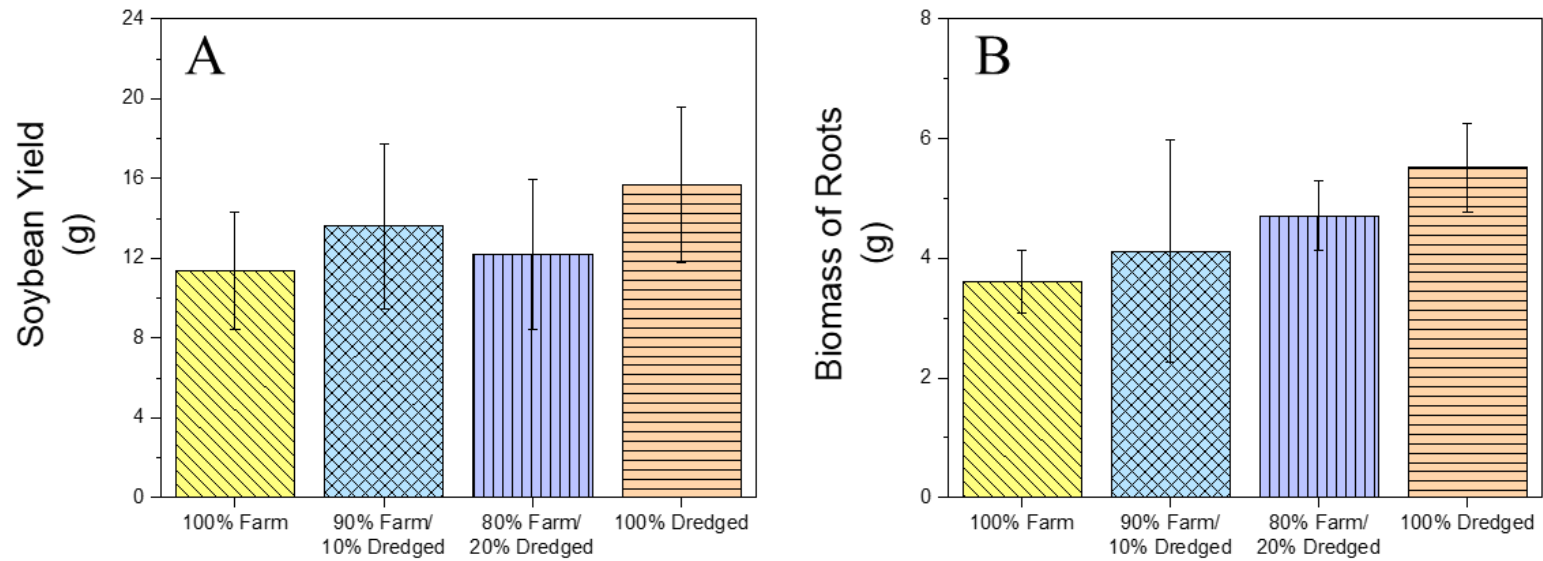 A
Soybean Yield
(g)
24
20
16
12
8
4
0
100% Farm
90% Farm/
10% Dredged
80% Farm/
20% Dredged
100% Dredged
B
Biomass of Roots
(g)
8
6
4
2
0
100% Farm
90% Farm/
10% Dredged
80% Farm/
20% Dredged
100% Dredged